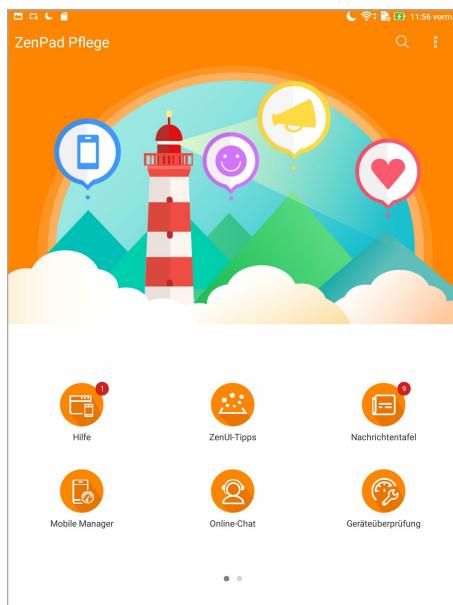 11:56 vorm
ZenPad Pflege
1
9
Hilfe
ZenUI-Tipps
Nachrichtentafel
Mobile Manager
Online-Chat
Geräteüberprüfung